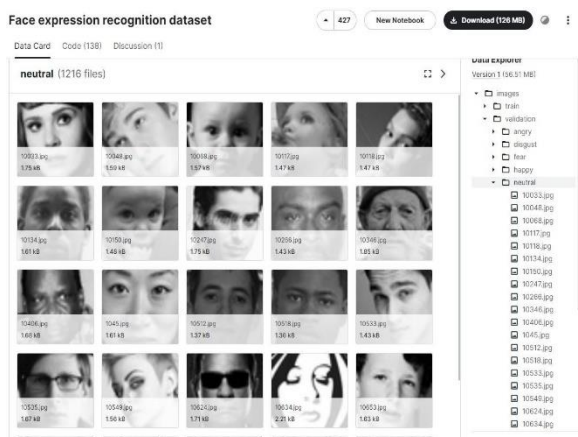 Face expression recognition dataset
427
New Notebook
Download (126 MB)
Data Card
Code (138)
Discussion (1)
neutral (1216 files)
10033.jpg
1.75 kB
10048.jpg
1.59 kB
10068.jpg
1.57 kB
10117.jpg
1.47 kB
10118.jpg
1.47 kB
10134.jpg
1.61 kB
10150.jpg
1.46 kB
10247.jpg
1.75 kB
10266.jpg
1.43 kB
10346.jpg
1.85 kB
10406.jpg
1.68 kB
1045.jpg
1.61 kB
10512.jpg
1.37 kB
10518.jpg
1.36 kB
10533.jpg
1.43 kB
10535.jpg
1.67 kB
10549.jpg
1.56 kB
10624.jpg
1.71 kB
10634.jpg
2.21 kB
10653.jpg
1.63 kB
Data Explorer
Version 1 (56.51 MB)
images
train
validation
angry
disgust
fear
happy
neutral
10033.jpg
10048.jpg
10068.jpg
10117.jpg
10118.jpg
10134.jpg
10150.jpg
10247.jpg
10266.jpg
10346.jpg
10406.jpg
1045.jpg
10512.jpg
10518.jpg
10533.jpg
10535.jpg
10549.jpg
10624.jpg
10634.jpg